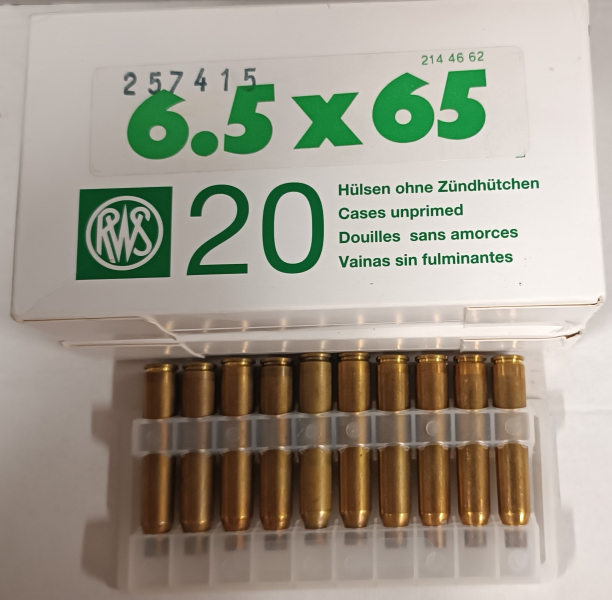 214 46 62
257415
6.5 x 65
RWS
20
Hülsen ohne Zündhütchen
Cases unprimed
Douilles sans amorces
Vainas sin fulminantes